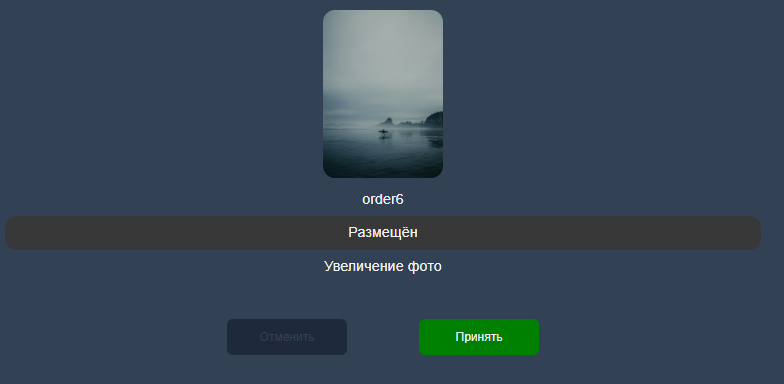 order6
Размещён
Увеличение фото
Отменить
Принять